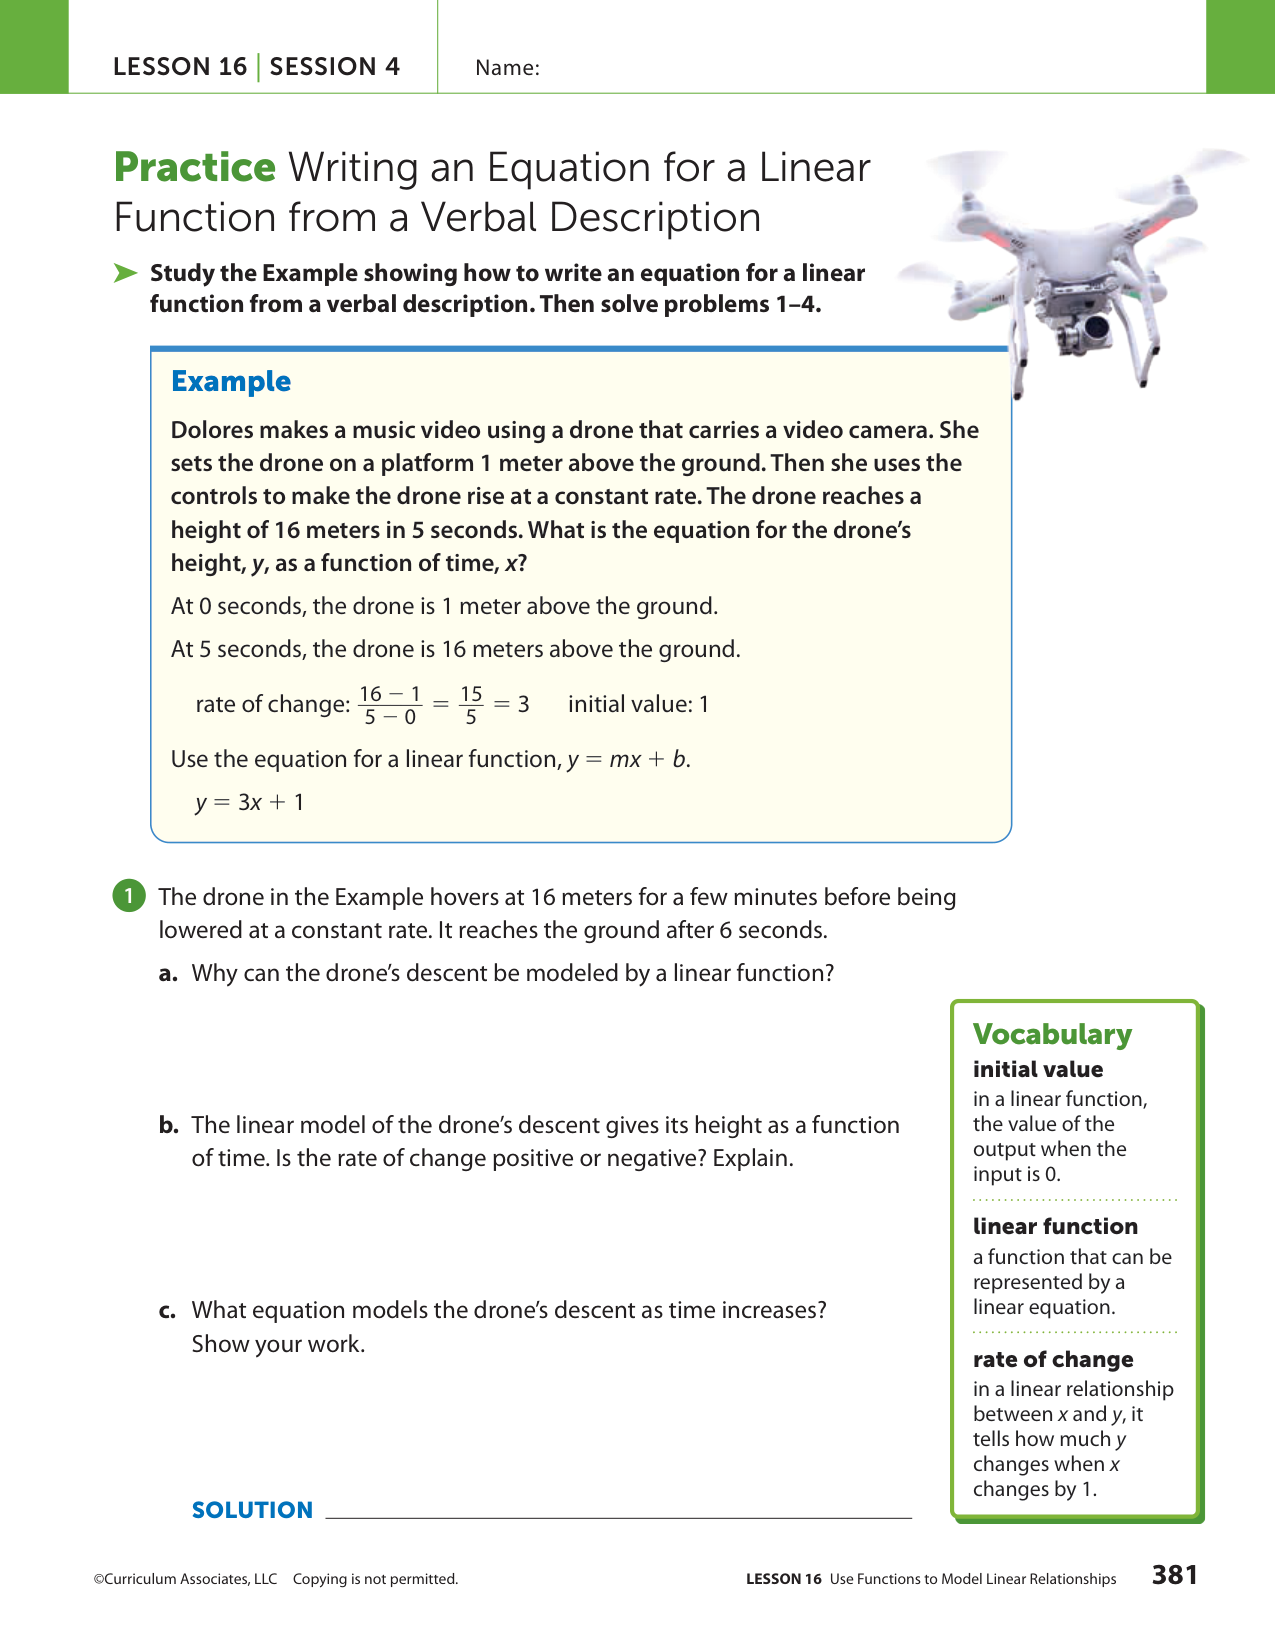 LESSON 16 | SESSION 4
Name:
Practice Writing an Equation for a Linear
Function from a Verbal Description
➤ Study the Example showing how to write an equation for a linear
function from a verbal description. Then solve problems 1–4.
Example
Dolores makes a music video using a drone that carries a video camera. She
sets the drone on a platform 1 meter above the ground. Then she uses the
controls to make the drone rise at a constant rate. The drone reaches a
height of 16 meters in 5 seconds. What is the equation for the drone’s
height, y, as a function of time, x?
At 0 seconds, the drone is 1 meter above the ground.
At 5 seconds, the drone is 16 meters above the ground.
rate of change: (16 − 1)/(5 − 0) = 15/5 = 3 initial value: 1
Use the equation for a linear function, y = mx + b.
y = 3x + 1
1 The drone in the Example hovers at 16 meters for a few minutes before being
lowered at a constant rate. It reaches the ground after 6 seconds.
a. Why can the drone’s descent be modeled by a linear function?
b. The linear model of the drone’s descent gives its height as a function
of time. Is the rate of change positive or negative? Explain.
c. What equation models the drone’s descent as time increases?
Show your work.
SOLUTION
Vocabulary
initial value
in a linear function,
the value of the
output when the
input is 0.
linear function
a function that can be
represented by a
linear equation.
rate of change
in a linear relationship
between x and y, it
tells how much y
changes when x
changes by 1.
©Curriculum Associates, LLC Copying is not permitted.
LESSON 16 Use Functions to Model Linear Relationships
381